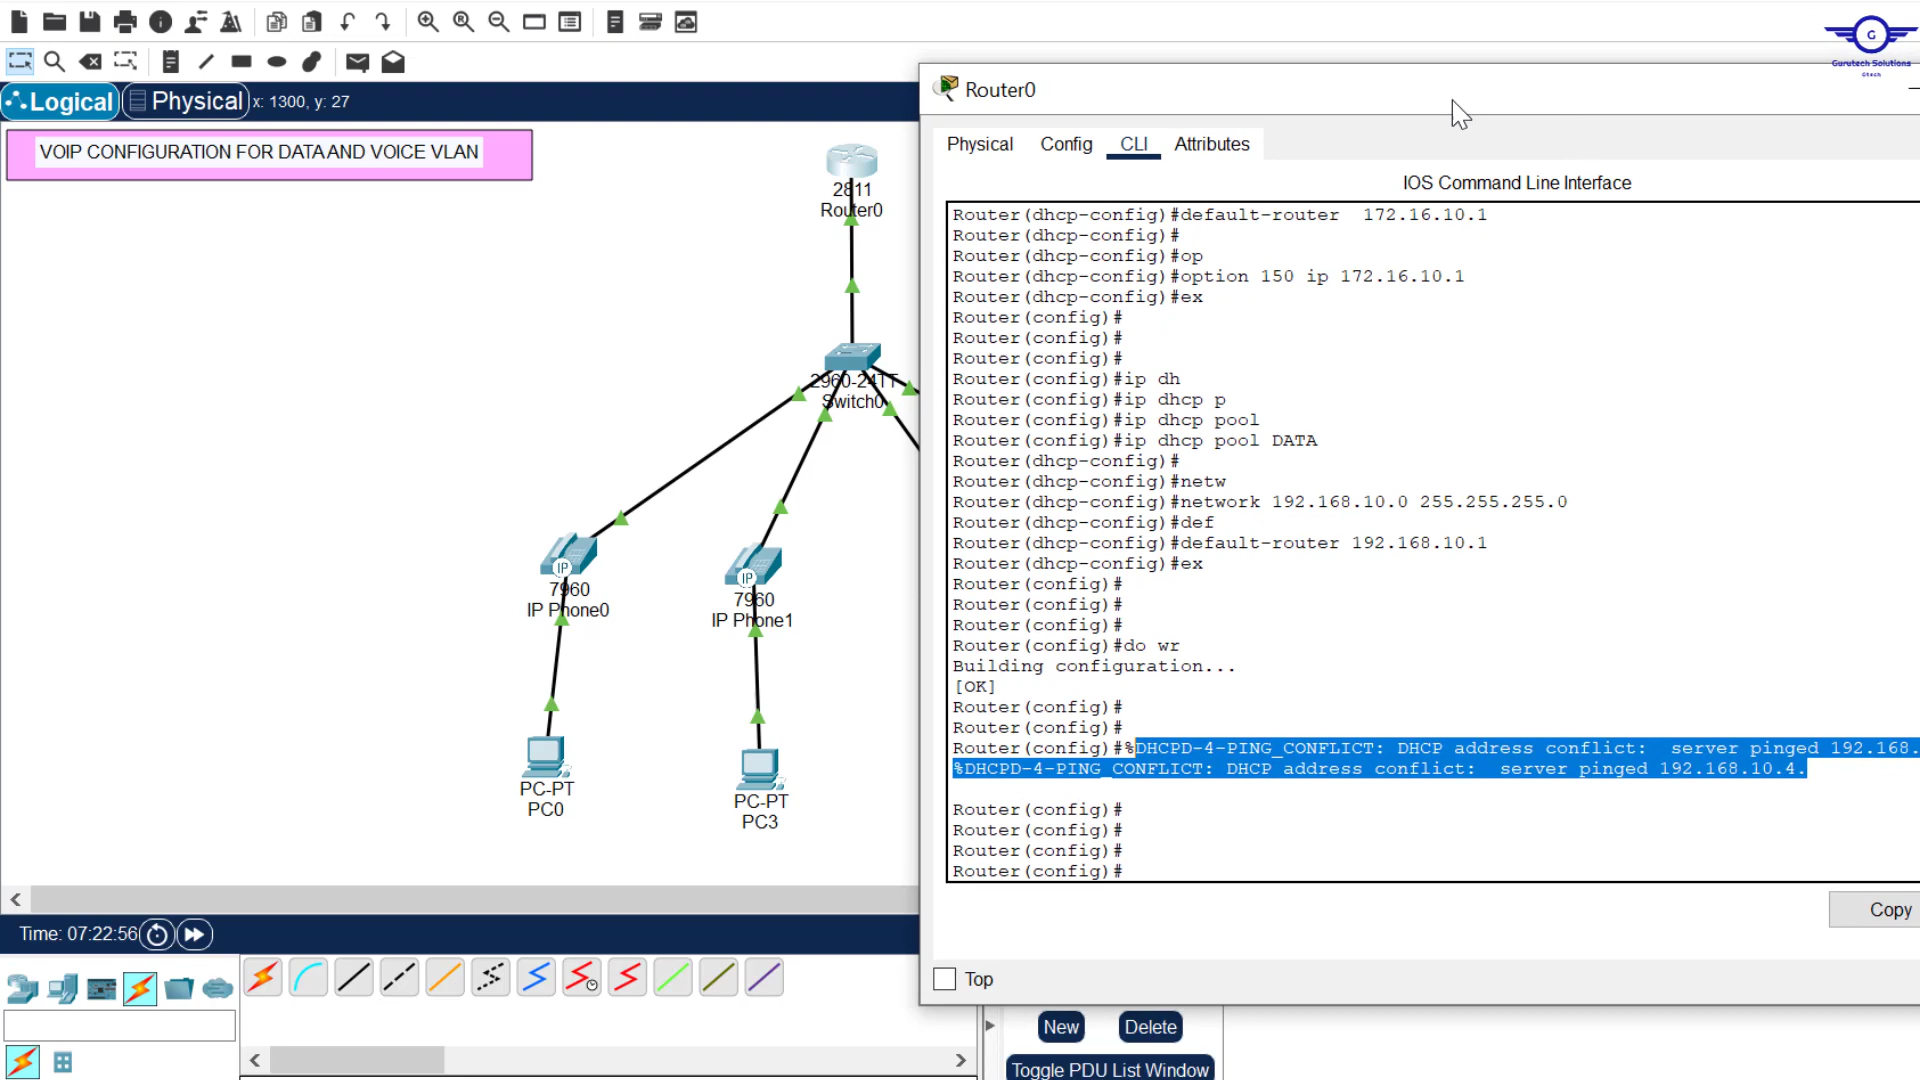 G
Gurutech Solutions
Gtech
Logical
Physical
x: 1300, y: 27
VOIP CONFIGURATION FOR DATA AND VOICE VLAN
2811
Router0
2960-24TT
Switch0
IP
7960
IP Phone0
IP
7960
IP Phone1
PC-PT
PC0
PC-PT
PC3
Time: 07:22:56
Router0
Physical
Config
CLI
Attributes
IOS Command Line Interface
Router(dhcp-config)#default-router  172.16.10.1
Router(dhcp-config)#
Router(dhcp-config)#op
Router(dhcp-config)#option 150 ip 172.16.10.1
Router(dhcp-config)#ex
Router(config)#
Router(config)#
Router(config)#
Router(config)#ip dh
Router(config)#ip dhcp p
Router(config)#ip dhcp pool
Router(config)#ip dhcp pool DATA
Router(dhcp-config)#
Router(dhcp-config)#netw
Router(dhcp-config)#network 192.168.10.0 255.255.255.0
Router(dhcp-config)#def
Router(dhcp-config)#default-router 192.168.10.1
Router(dhcp-config)#ex
Router(config)#
Router(config)#
Router(config)#
Router(config)#do wr
Building configuration...
[OK]
Router(config)#
Router(config)#
Router(config)#%DHCPD-4-PING_CONFLICT: DHCP address conflict:  server pinged 192.168.
%DHCPD-4-PING_CONFLICT: DHCP address conflict:  server pinged 192.168.10.4.
Router(config)#
Router(config)#
Router(config)#
Router(config)#
Copy
Top
New
Delete
Toggle PDU List Window